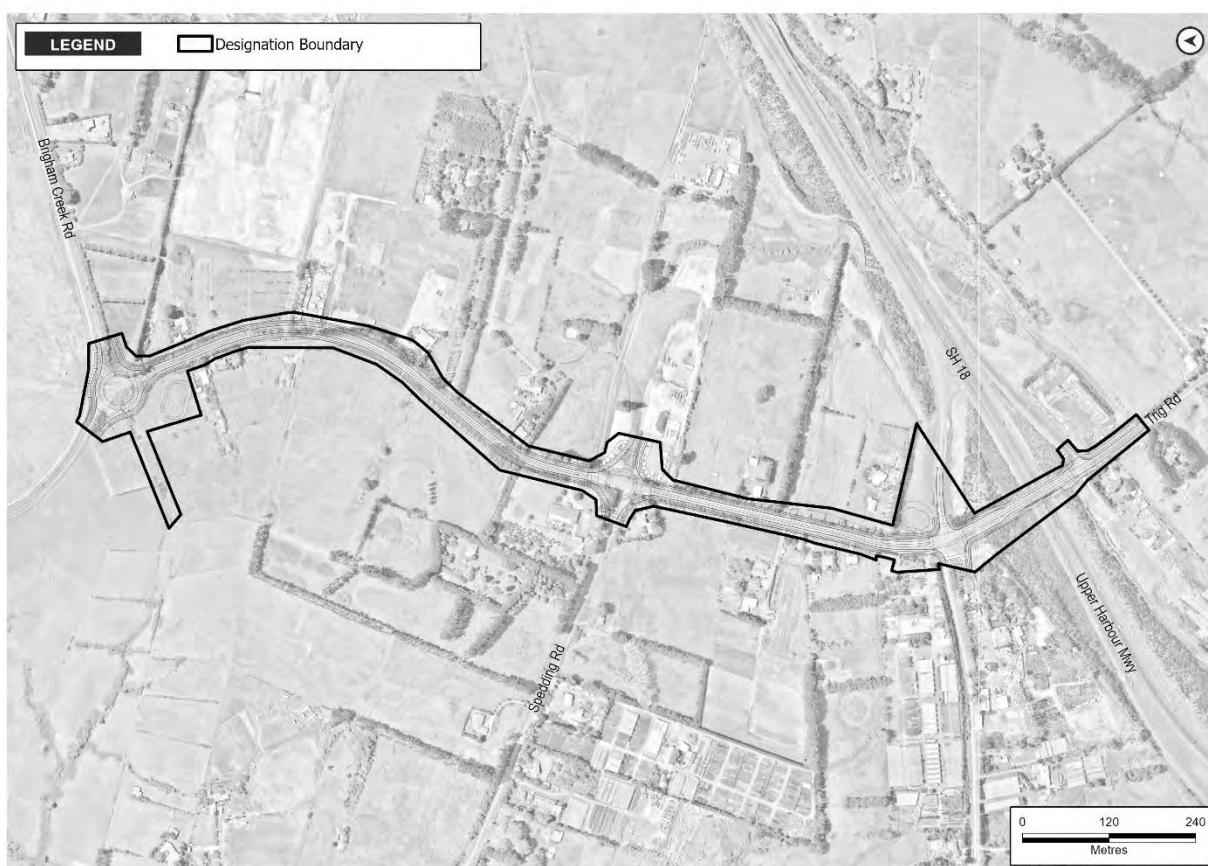 LEGEND
Designation Boundary
Brigham Creek Rd
SH 18
Trig Rd
Upper Harbour Mwy
Spedding Rd
0 120 240
Metres